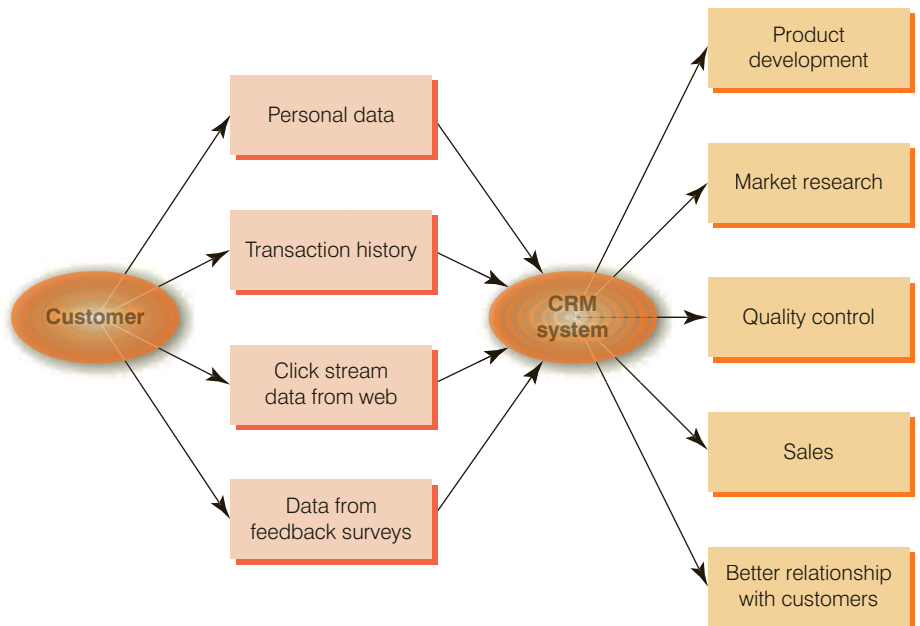 Customer
Personal data
Transaction history
Click stream
data from web
Data from
feedback surveys
CRM
system
Product
development
Market research
Quality control
Sales
Better relationship
with customers